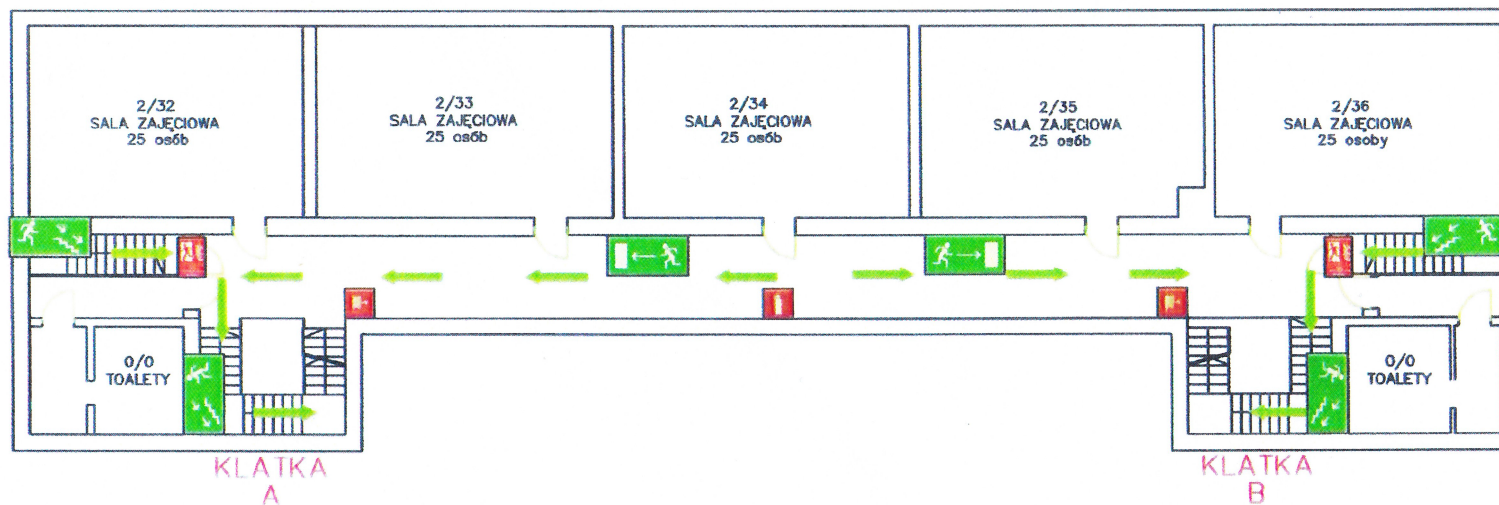 2/32
SALA ZAJĘCIOWA
25 osób
2/33
SALA ZAJĘCIOWA
25 osób
2/34
SALA ZAJĘCIOWA
25 osób
2/35
SALA ZAJĘCIOWA
25 osób
2/36
SALA ZAJĘCIOWA
25 osoby
0/0
TOALETY
0/0
TOALETY
KLATKA
A
KLATKA
B